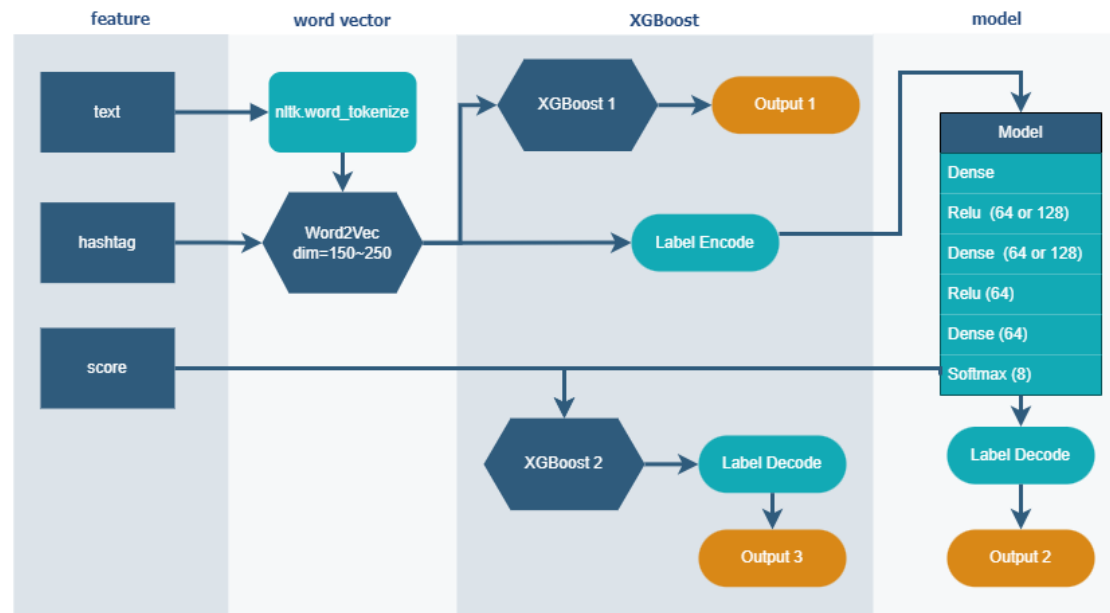 feature
word vector
XGBoost
model
text
nltk.word_tokenize
XGBoost 1
Output 1
Model
Dense
Relu (64 or 128)
Dense (64 or 128)
Relu (64)
Dense (64)
Softmax (8)
hashtag
Word2Vec
dim=150~250
Label Encode
score
XGBoost 2
Label Decode
Label Decode
Output 3
Output 2